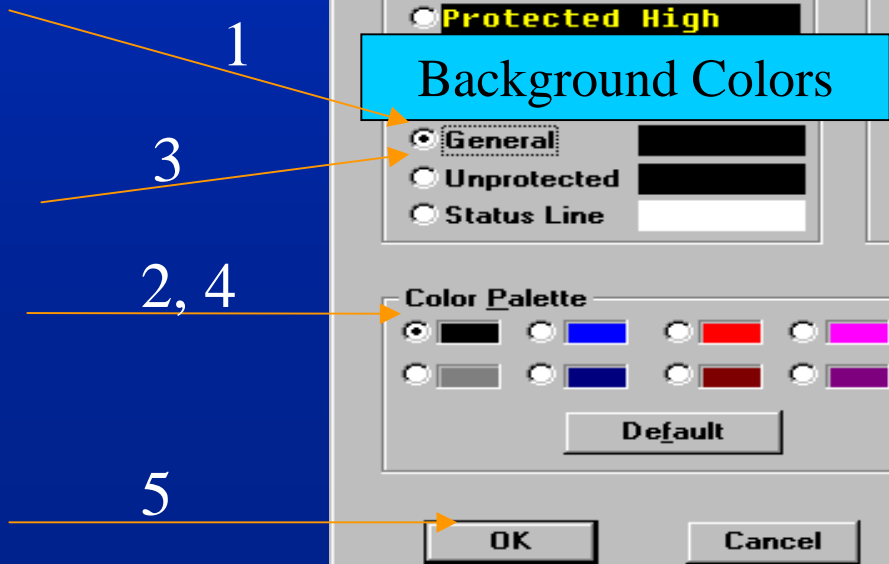 Protected High
1
Background Colors
General
3
Unprotected
Status Line
2, 4
Color Palette
Default
5
OK
Cancel